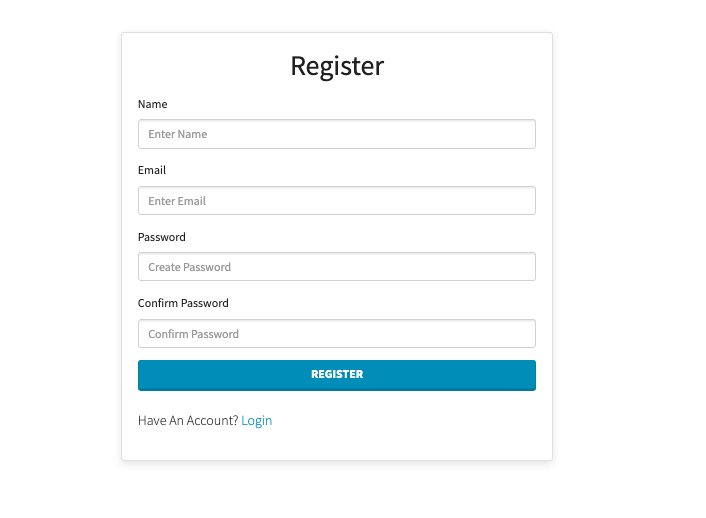 Register
Name
Enter Name
Email
Enter Email
Password
Create Password
Confirm Password
Confirm Password
REGISTER
Have An Account? Login